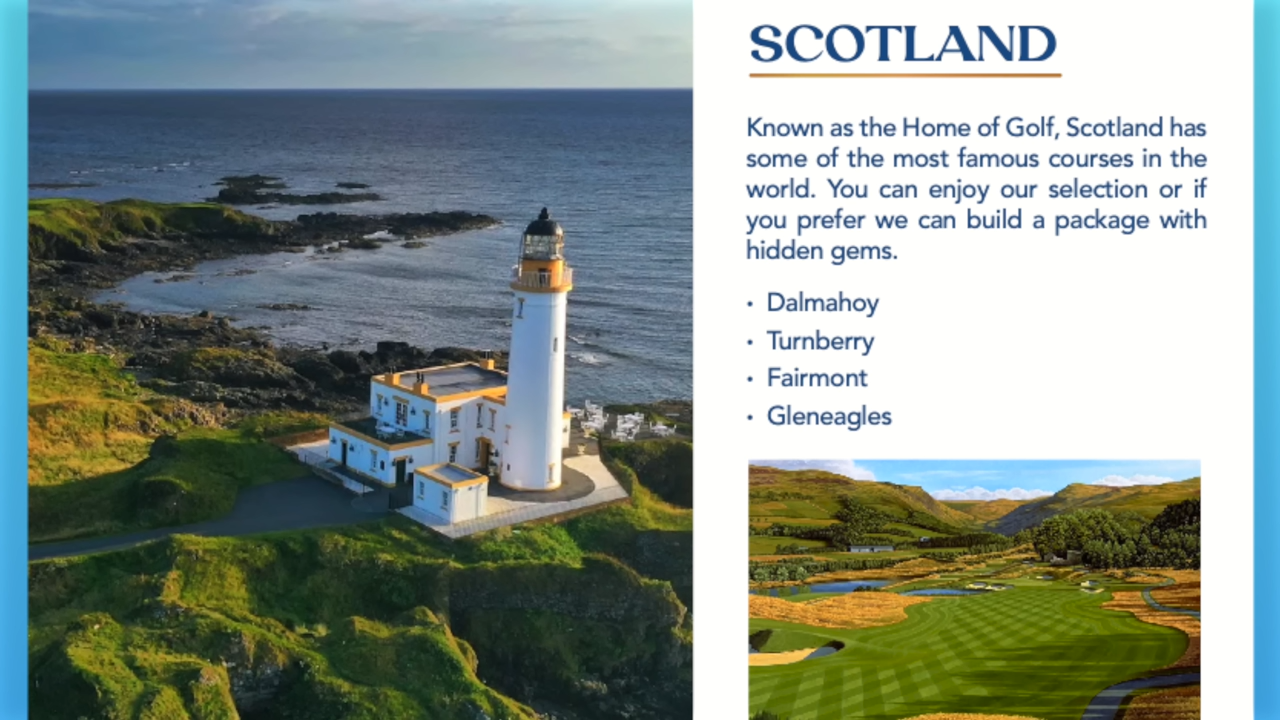 SCOTLAND
Known as the Home of Golf, Scotland has
some of the most famous courses in the
world. You can enjoy our selection or if
you prefer we can build a package with
hidden gems.
• Dalmahoy
• Turnberry
• Fairmont
• Gleneagles